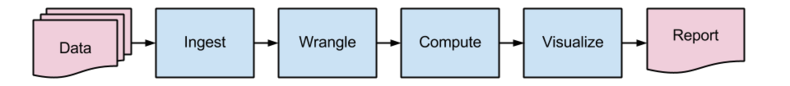 Data
Ingest
Wrangle
Compute
Visualize
Report